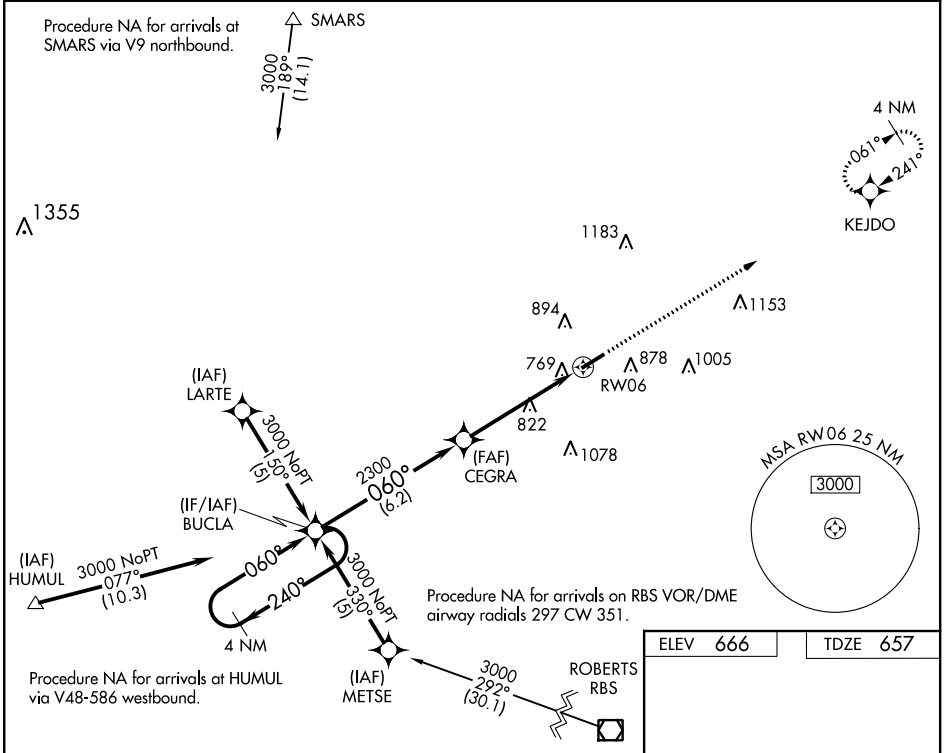 Procedure NA for arrivals at
SMARS via V9 northbound.
SMARS
3000
189°
(14.1)
4 NM
061°
241°
KEJDO
1355
1183
1153
894
769
878
1005
RW06
822
1078
(IAF)
LARTE
3000 NoPT
150°
(5)
(FAF)
CEGRA
2300
060°
(6.2)
(IF/IAF)
BUCLA
MSA RW06 25 NM
3000
(IAF)
HUMUL
3000 NoPT
077°
(10.3)
060°
240°
4 NM
3000 NoPT
330°
(5)
Procedure NA for arrivals on RBS VOR/DME
airway radials 297 CW 351.
Procedure NA for arrivals at HUMUL
via V48-586 westbound.
(IAF)
METSE
3000
292°
(30.1)
ROBERTS
RBS
ELEV 666
TDZE 657